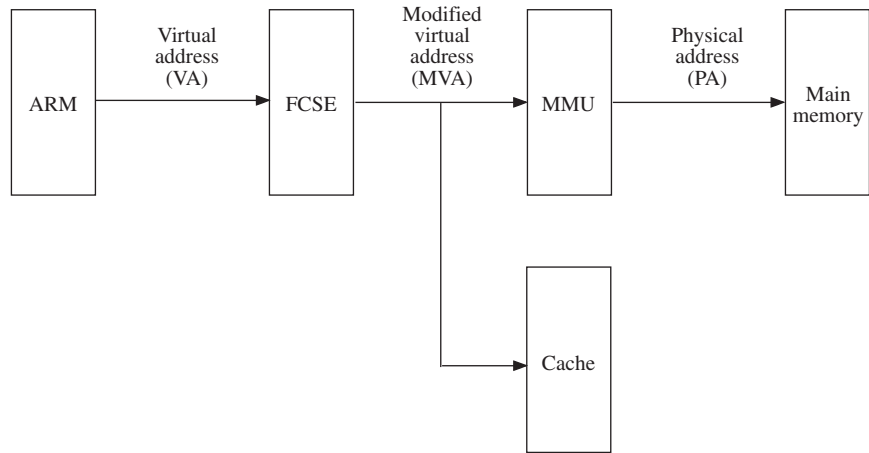 Virtual
address
(VA)
Modified
virtual
address
(MVA)
Physical
address
(PA)
ARM
FCSE
MMU
Main
memory
Cache